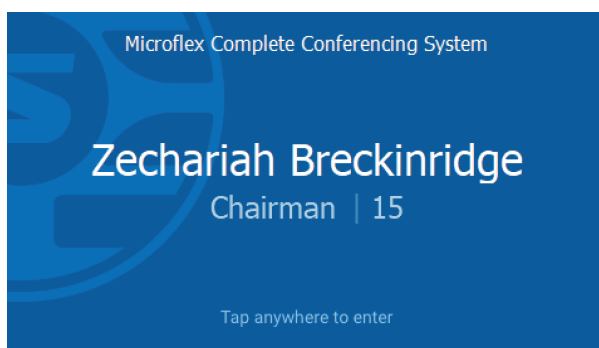 Microflex Complete Conferencing System
Zechariah Breckinridge
Chairman | 15
Tap anywhere to enter